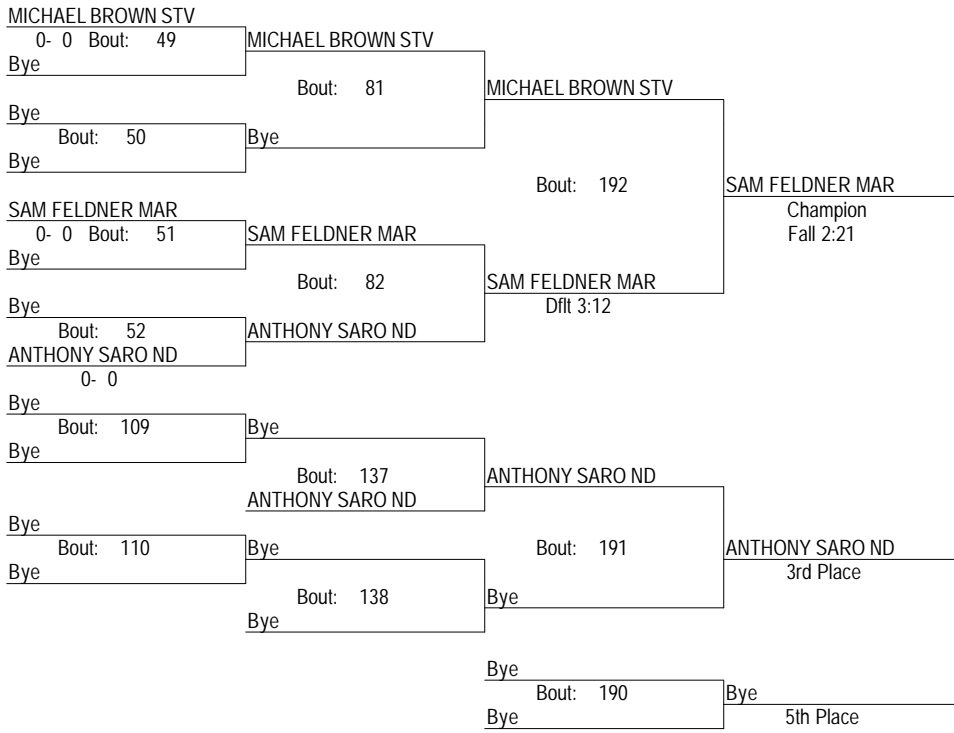 MICHAEL BROWN STV
0- 0 Bout: 49
Bye
MICHAEL BROWN STV
Bout: 81
MICHAEL BROWN STV
Bye
Bout: 50
Bye
Bye
Bout: 192
SAM FELDNER MAR
Champion
Fall 2:21
SAM FELDNER MAR
0- 0 Bout: 51
Bye
SAM FELDNER MAR
Bout: 82
SAM FELDNER MAR
Dflt 3:12
Bye
Bout: 52
ANTHONY SARO ND
ANTHONY SARO ND
0- 0
Bye
Bout: 109
Bye
Bye
Bout: 137
ANTHONY SARO ND
ANTHONY SARO ND
Bye
Bout: 110
Bye
Bye
Bout: 191
ANTHONY SARO ND
3rd Place
Bout: 138
Bye
Bye
Bye
Bout: 190
Bye
Bye
5th Place